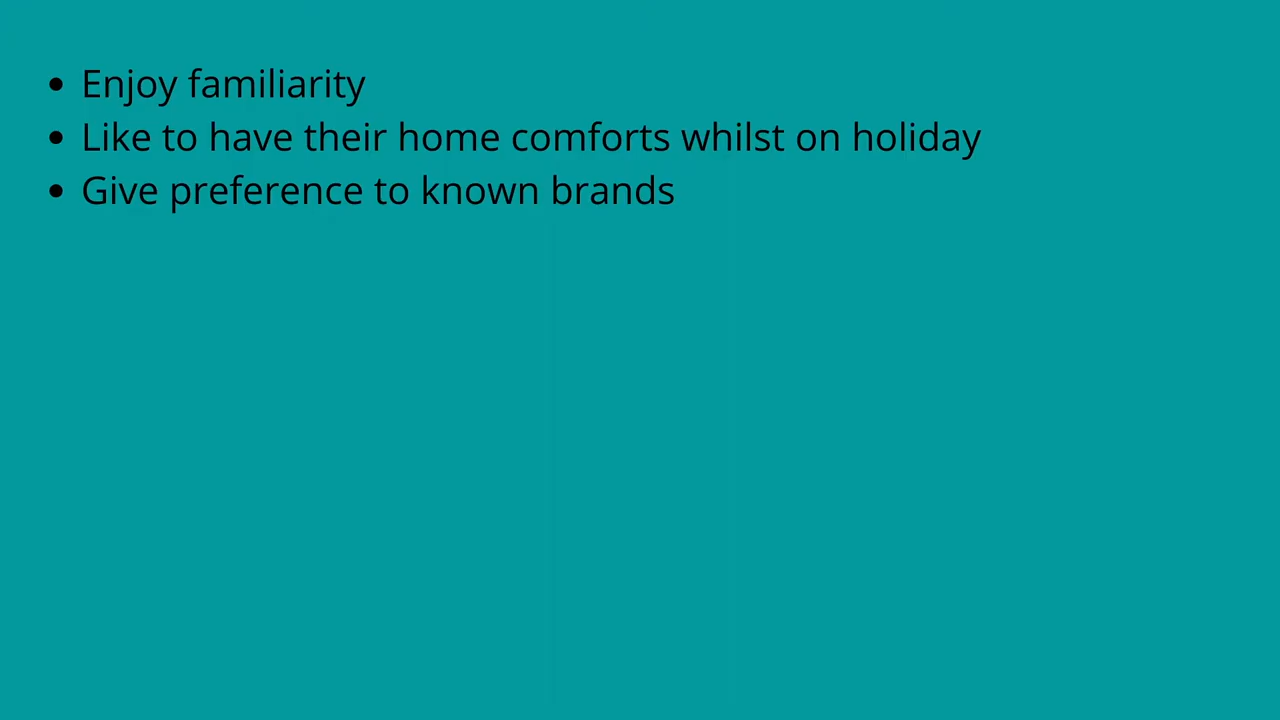 • Enjoy familiarity
• Like to have their home comforts whilst on holiday
• Give preference to known brands